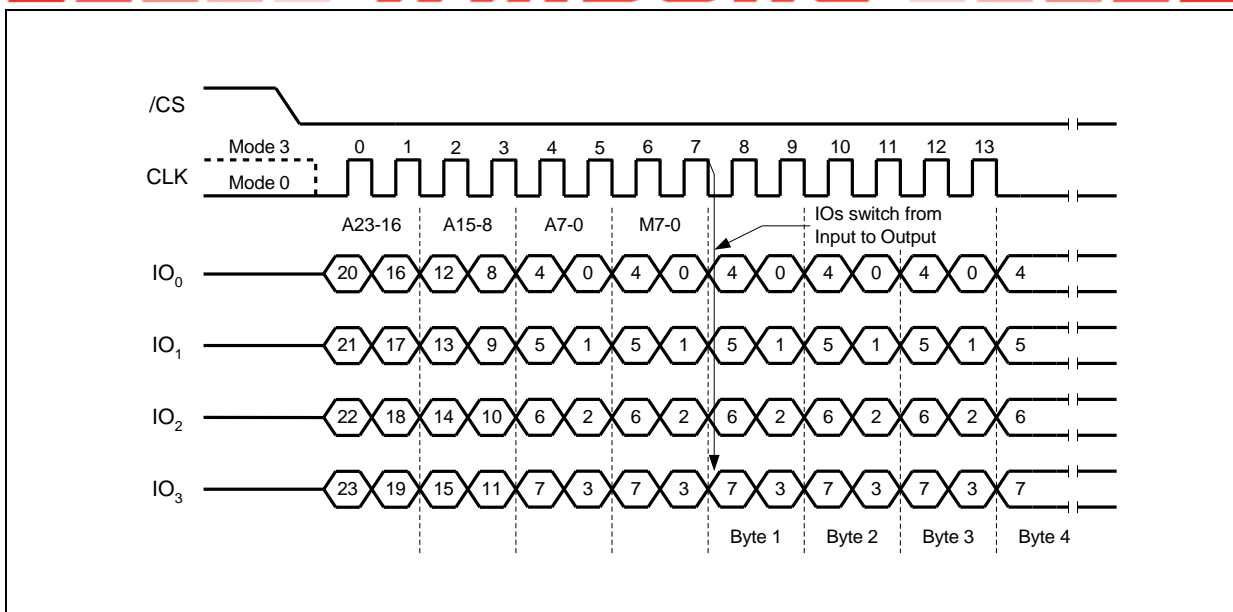 /CS
Mode 3
0 1 2 3 4 5 6 7 8 9 10 11 12 13
CLK
Mode 0
A23-16 A15-8 A7-0 M7-0
IOs switch from
Input to Output
IO0 20 16 12 8 4 0 4 0 4 0 4 0 4 0 4
IO1 21 17 13 9 5 1 5 1 5 1 5 1 5 1 5
IO2 22 18 14 10 6 2 6 2 6 2 6 2 6 2 6
IO3 23 19 15 11 7 3 7 3 7 3 7 3 7 3 7
Byte 1 Byte 2 Byte 3 Byte 4